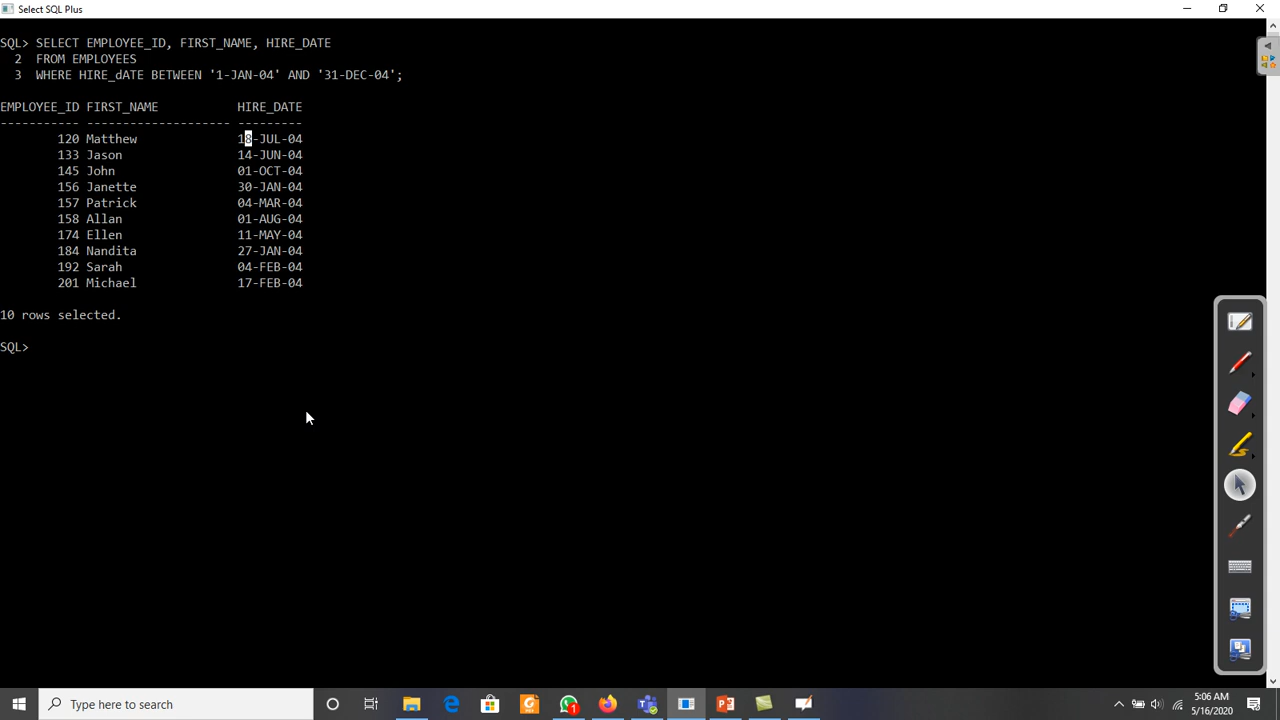 Select SQL Plus
SQL> SELECT EMPLOYEE_ID, FIRST_NAME, HIRE_DATE
2 FROM EMPLOYEES
3 WHERE HIRE_dATE BETWEEN '1-JAN-04' AND '31-DEC-04';
EMPLOYEE_ID FIRST_NAME HIRE_DATE
----------- -------------------- ---------
120 Matthew 18-JUL-04
133 Jason 14-JUN-04
145 John 01-OCT-04
156 Janette 30-JAN-04
157 Patrick 04-MAR-04
158 Allan 01-AUG-04
174 Ellen 11-MAY-04
184 Nandita 27-JAN-04
192 Sarah 04-FEB-04
201 Michael 17-FEB-04
10 rows selected.
SQL>
Type here to search
1
5:06 AM
5/16/2020